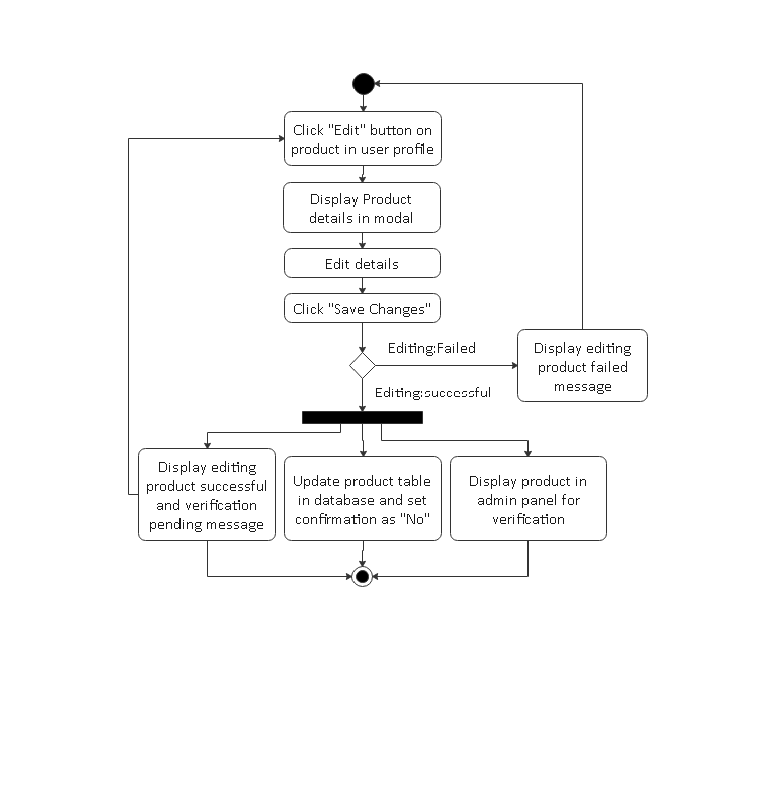 Click "Edit" button on
product in user profile
Display Product
details in modal
Edit details
Click "Save Changes"
Editing:Failed
Display editing
product failed
message
Editing:successful
Display editing
product successful
and verification
pending message
Update product table
in database and set
confirmation as "No"
Display product in
admin panel for
verification